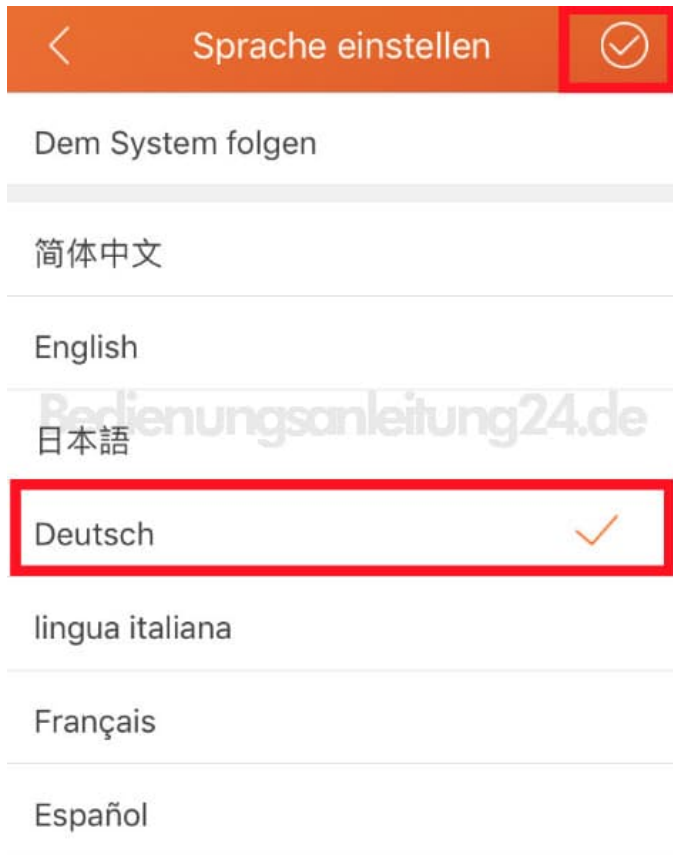 Sprache einstellen
Dem System folgen
简体中文
English
Bedienungsanleitung24.de
日本語
Deutsch
lingua italiana
Français
Español